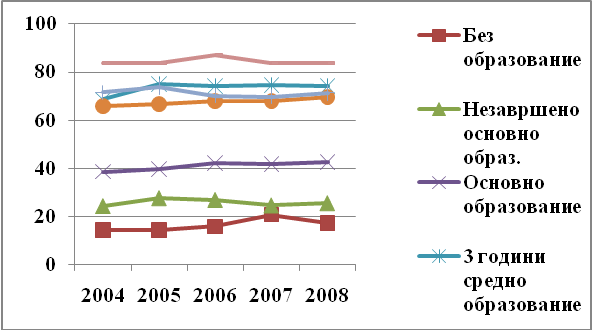 100
80
60
40
20
0
2004 2005 2006 2007 2008
Без
образование
Незавршено
основно
образ.
Основно
образование
3 години
средно
образование